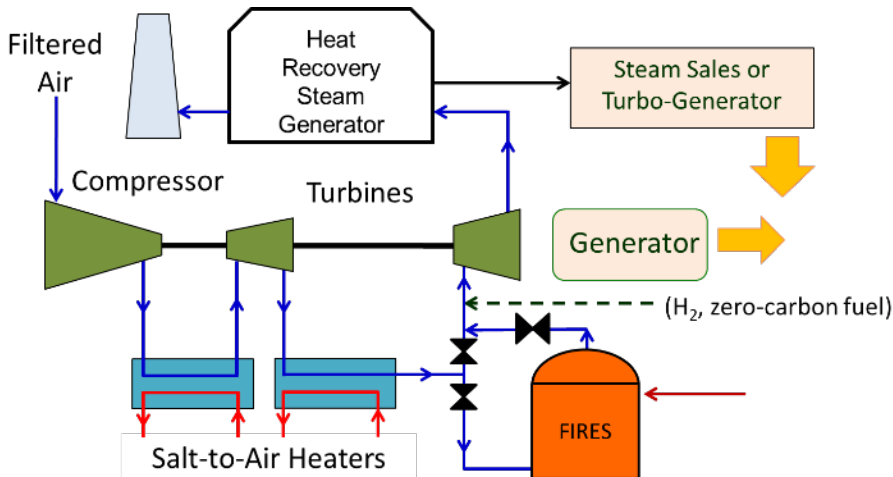 Filtered
Air
Heat
Recovery
Steam
Generator
Steam Sales or
Turbo-Generator
Compressor
Turbines
Generator
(H₂, zero-carbon fuel)
FIRES
Salt-to-Air Heaters